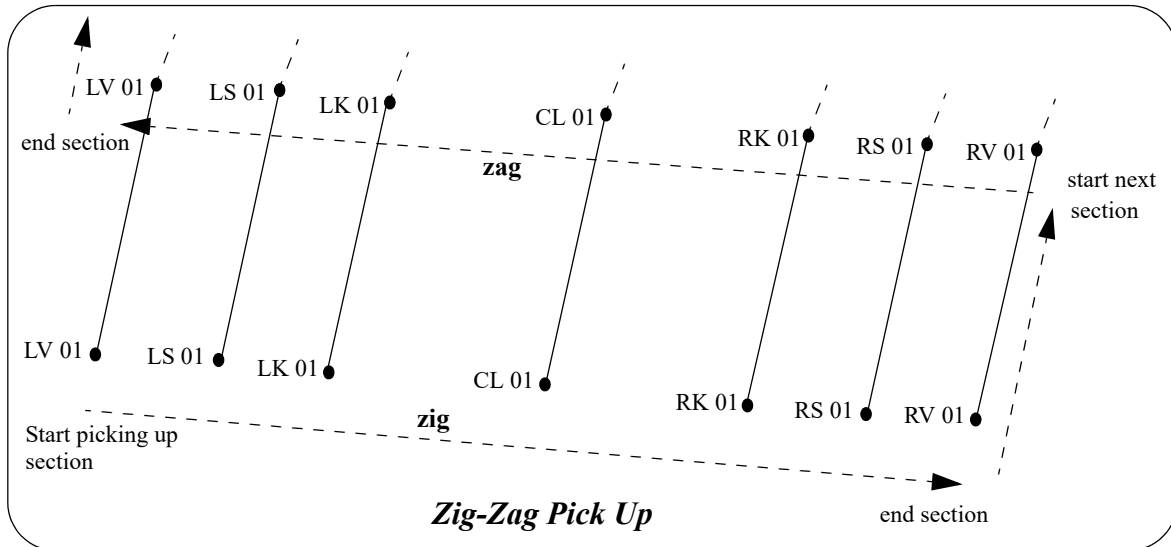 LV 01
LS 01
LK 01
CL 01
RK 01
RS 01
RV 01
end section
zag
start next
section
LV 01
LS 01
LK 01
CL 01
RK 01
RS 01
RV 01
zig
Start picking up
section
Zig-Zag Pick Up
end section